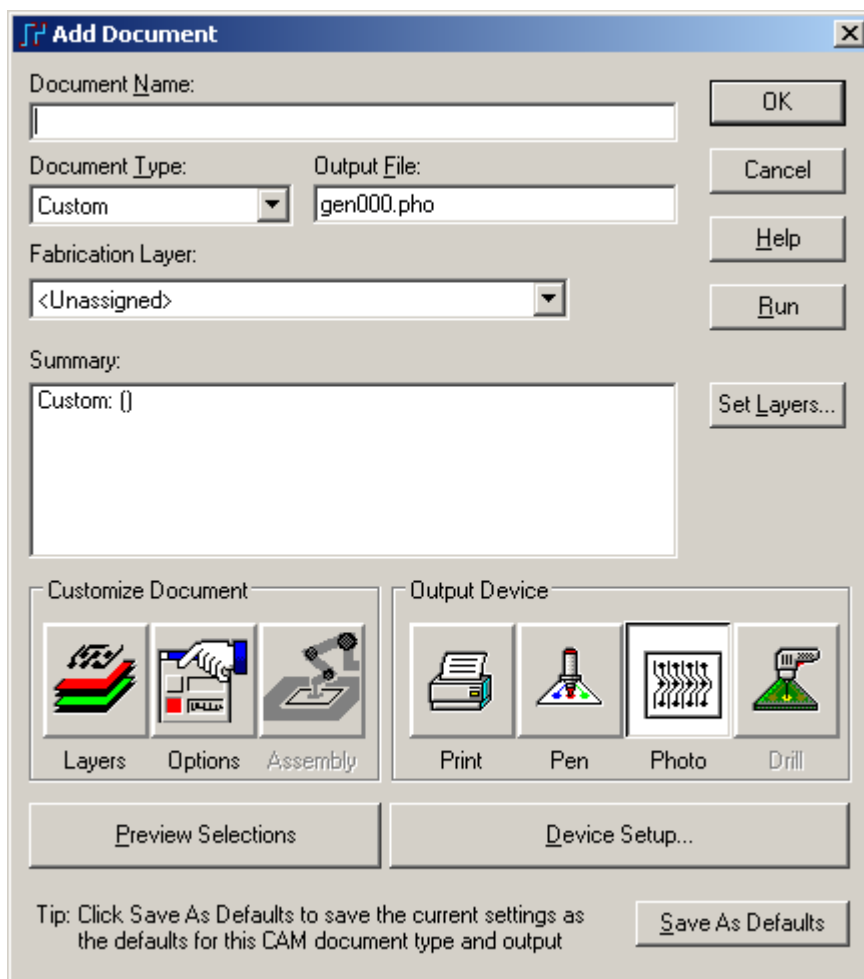 Add Document
Document Name:
OK
Document Type:
Output File:
Cancel
Custom
gen000.pho
Help
Fabrication Layer:
<Unassigned>
Run
Summary:
Custom: ()
Set Layers...
Customize Document
Output Device
Layers
Options
Assembly
Print
Pen
Photo
Drill
Preview Selections
Device Setup...
Tip: Click Save As Defaults to save the current settings as
the defaults for this CAM document type and output
Save As Defaults